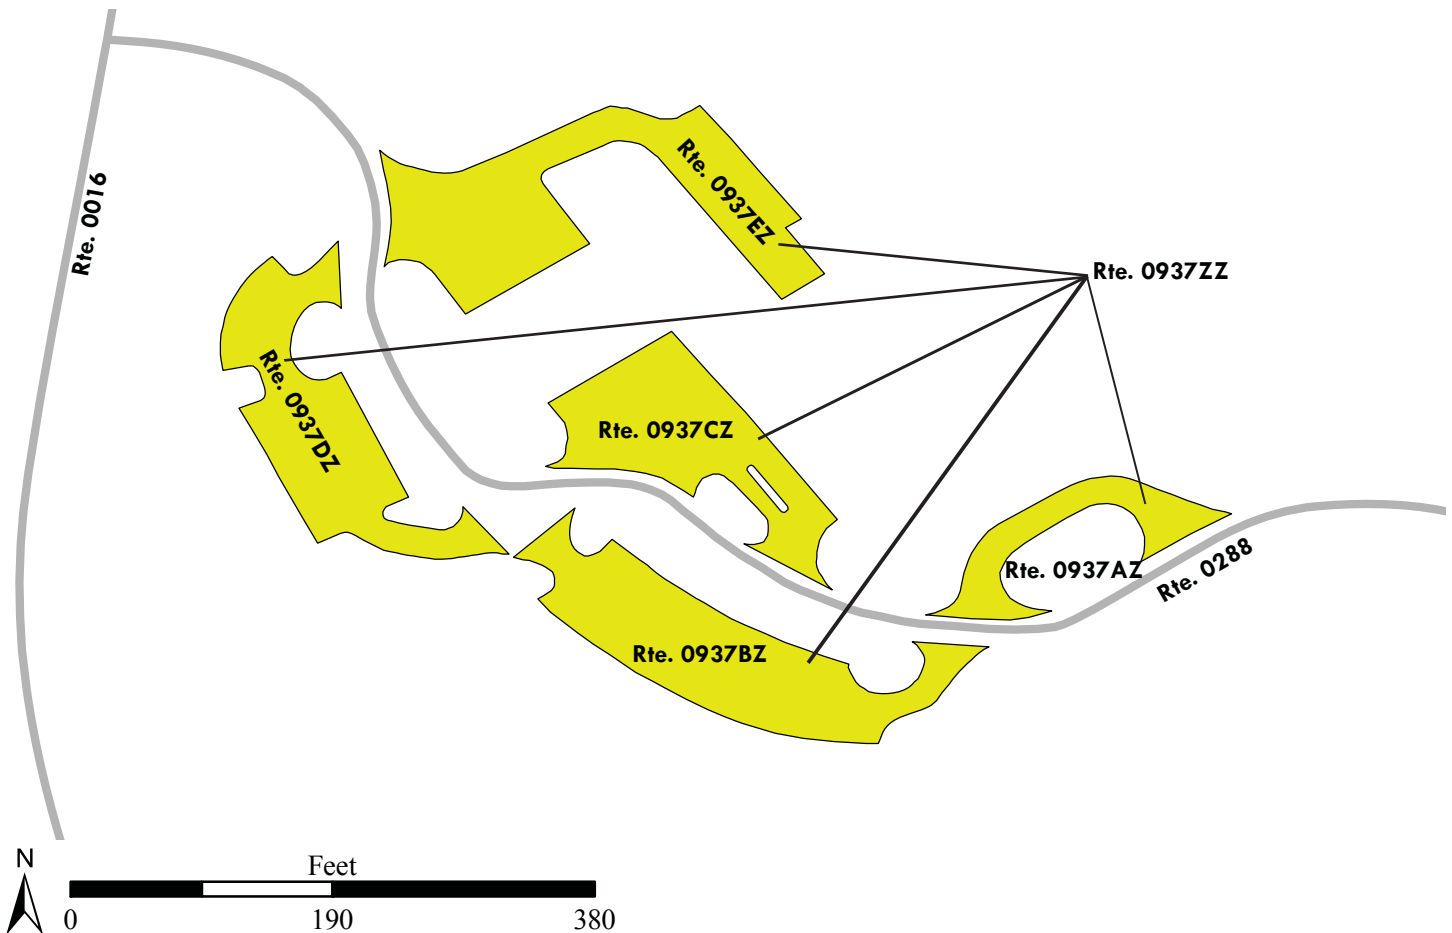 Rte. 0016
Rte. 0937EZ
Rte. 0937ZZ
Rte. 0937DZ
Rte. 0937CZ
Rte. 0937AZ
Rte. 0288
Rte. 0937BZ
N
Feet
0 190 380